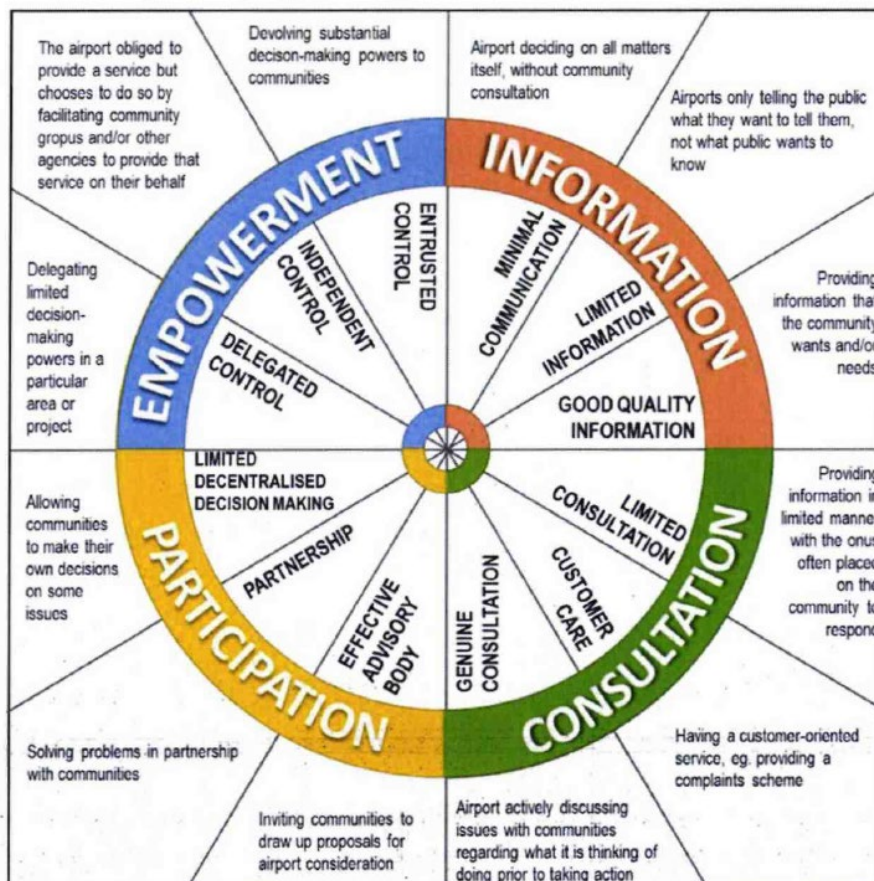 The airport obliged to
provide a service but
chooses to do so by
facilitating community
gropus and/or other
agencies to provide that
service on their behalf
Devolving substantial
decison-making powers to
communities
Airport deciding on all matters
itself, without community
consultation
Airports only telling the public
what they want to tell them,
not what public wants to
know
EMPOWERMENT
INFORMATION
ENTRUSTED
CONTROL
INDEPENDENT
CONTROL
DELEGATED
CONTROL
MINIMAL
COMMUNICATION
LIMITED
INFORMATION
GOOD QUALITY
INFORMATION
Delegating
limited
decision-
making
powers in a
particular
area or
project
Providing
information that
the community
wants and/or
needs
LIMITED
DECENTRALISED
DECISION MAKING
PARTNERSHIP
EFFECTIVE
ADVISORY
BODY
GENUINE
CONSULTATION
CUSTOMER
CARE
LIMITED
CONSULTATION
PARTICIPATION
CONSULTATION
Allowing
communities
to make their
own decisions
on some
issues
Providing
information in
limited manner
with the onus
often placed
on the
community to
respond
Solving problems in partnership
with communities
Inviting communities to
draw up proposals for
airport consideration
Airport actively discussing
issues with communities
regarding what it is thinking of
doing prior to taking action
Having a customer-oriented
service, eg. providing a
complaints scheme